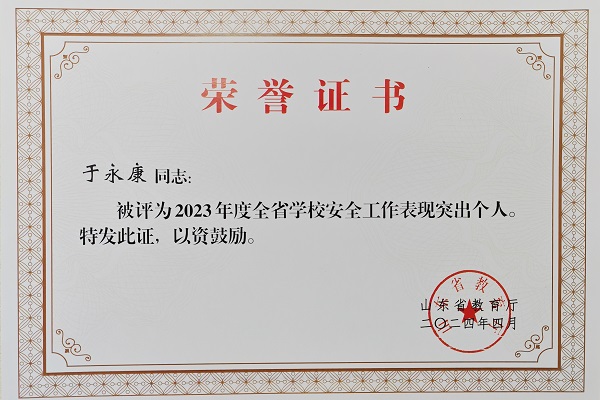 荣誉证书
于永康 同志：
被评为2023年度全省学校安全工作表现突出个人。
特发此证，以资鼓励。
山东省教育厅
二〇二四年四月